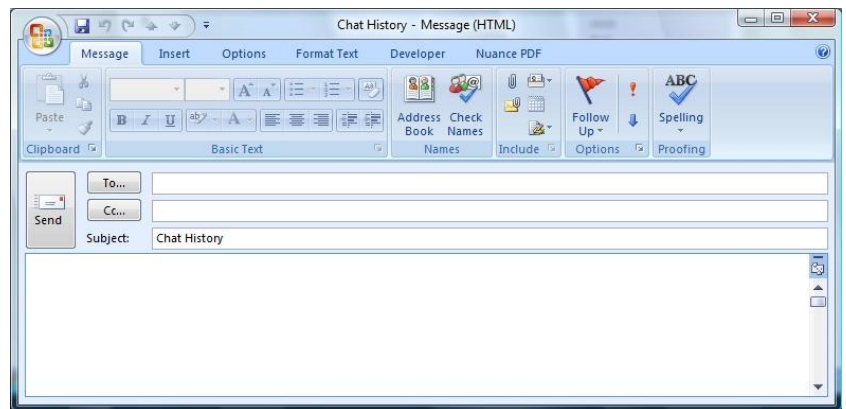 Chat History - Message (HTML)
Message Insert Options Format Text Developer Nuance PDF
Paste
B I U ab A
Address Book
Check Names
Follow Up
ABC
Spelling
Clipboard Basic Text Names Include Options Proofing
To...
Send
Cc...
Subject: Chat History